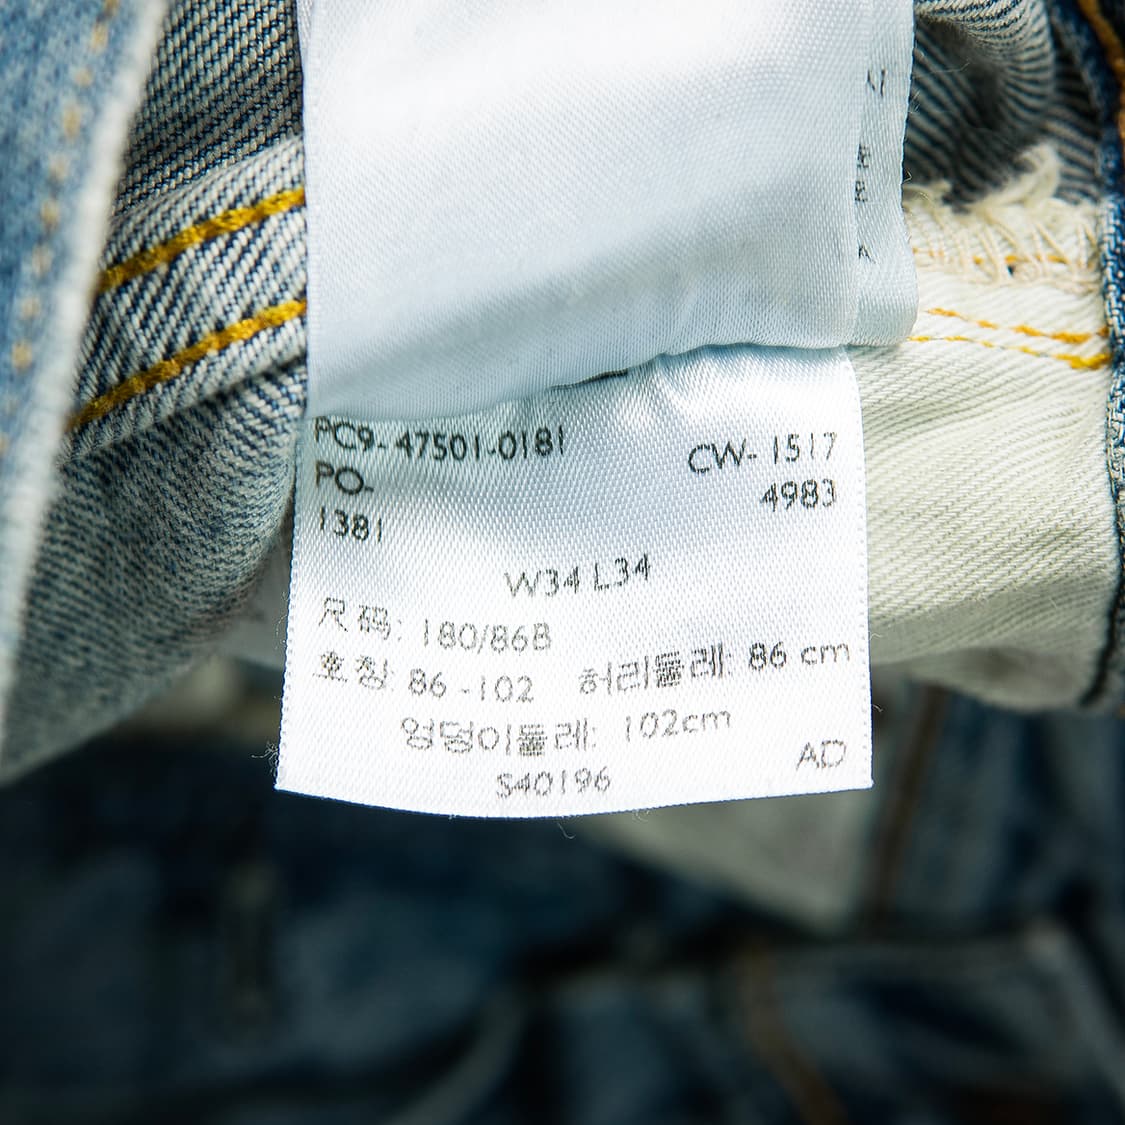 PC9-47501-0181 CW-1517
PO- 4983
1381
W34 L34
尺码: 180/86B
호칭: 86-102 허리둘레: 86 cm
엉덩이둘레: 102cm
S40196 AD